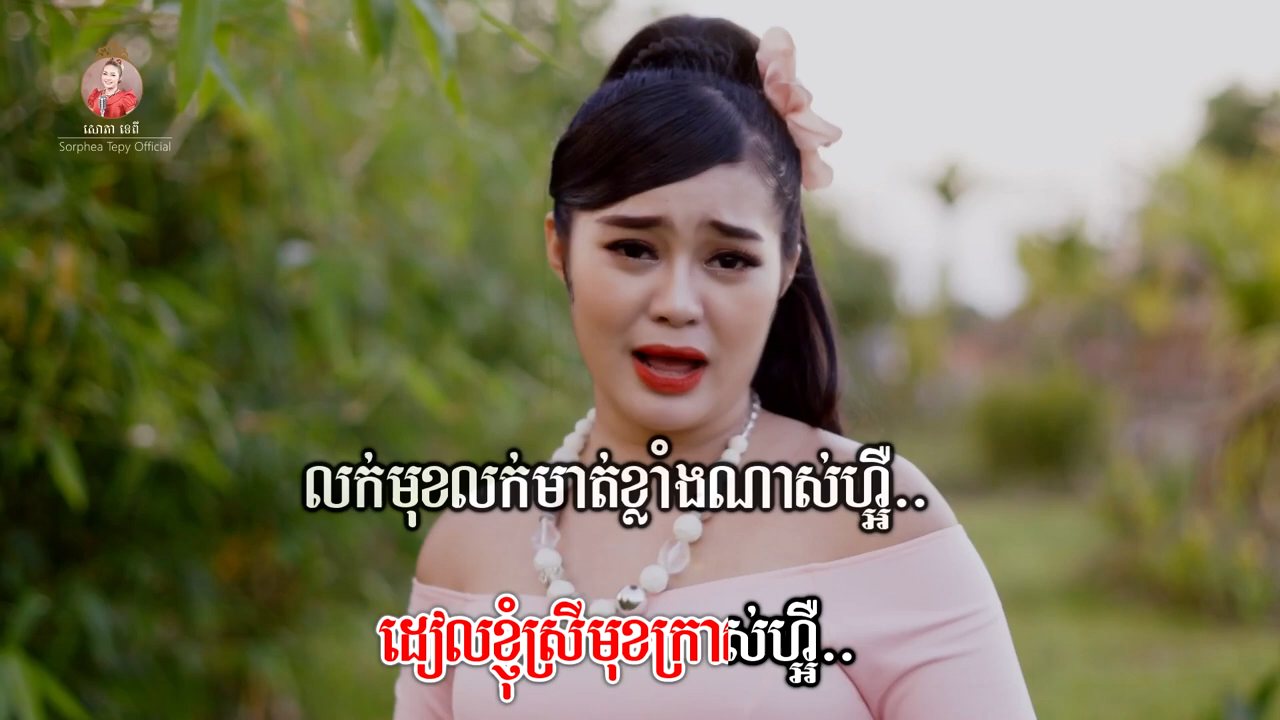 សោភា ទេពី
Sorphea Tepy Official
លក់មុខលក់មាត់ខ្លាំងណាស់ហ្អឺ..
ដៀលខ្ញុំស្រីមុខក្រាស់ហ្អឺ..